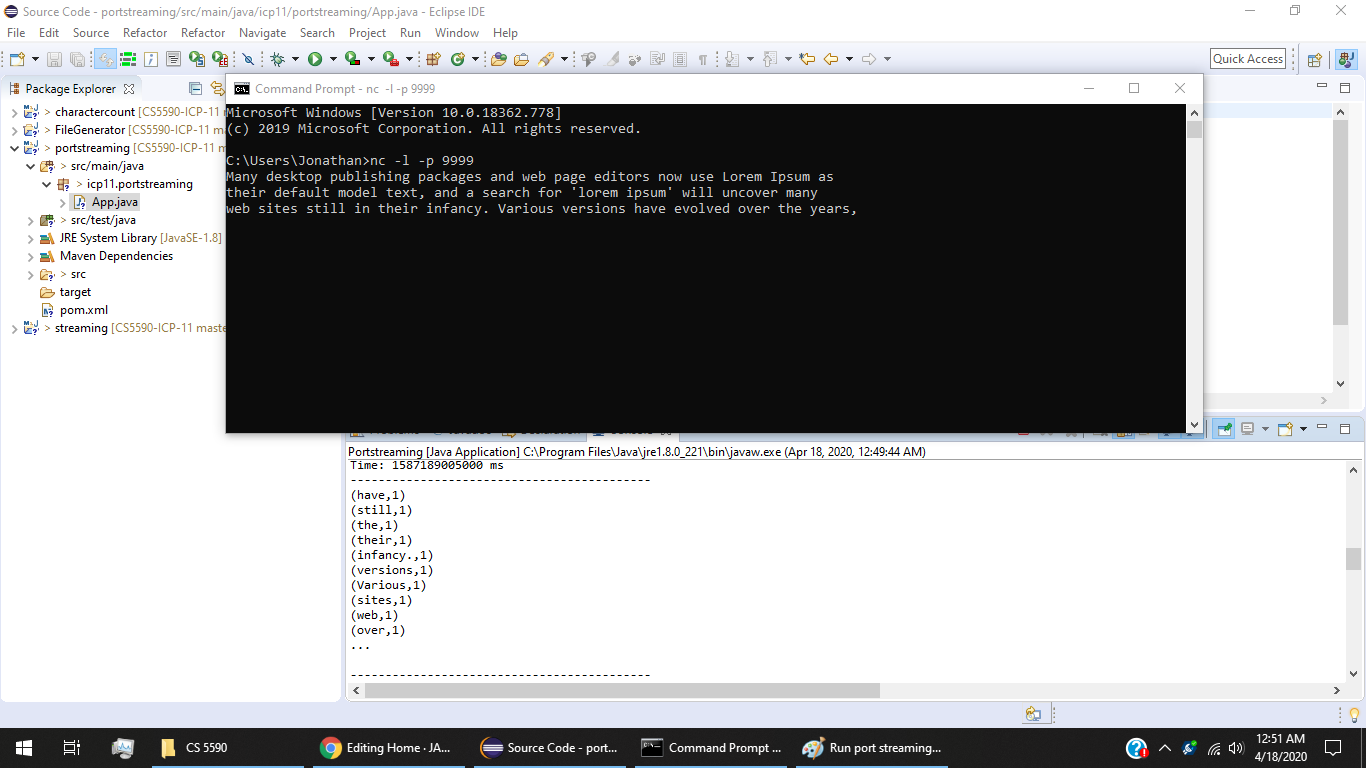 Source Code - portstreaming/src/main/java/icp11/portstreaming/App.java - Eclipse IDE
File Edit Source Refactor Refactor Navigate Search Project Run Window Help
Quick Access
Package Explorer
> charactercount [CS5590-ICP-11
> FileGenerator [CS5590-ICP-11 m
> portstreaming [CS5590-ICP-11 m
> src/main/java
> icp11.portstreaming
App.java
> src/test/java
JRE System Library [JavaSE-1.8]
Maven Dependencies
> src
target
pom.xml
> streaming [CS5590-ICP-11 maste
Command Prompt - nc -l -p 9999
Microsoft Windows [Version 10.0.18362.778]
(c) 2019 Microsoft Corporation. All rights reserved.
C:\Users\Jonathan>nc -l -p 9999
Many desktop publishing packages and web page editors now use Lorem Ipsum as
their default model text, and a search for 'lorem ipsum' will uncover many
web sites still in their infancy. Various versions have evolved over the years,
Portstreaming [Java Application] C:\Program Files\Java\jre1.8.0_221\bin\javaw.exe (Apr 18, 2020, 12:49:44 AM)
Time: 1587189005000 ms
-------------------------------------------
(have,1)
(still,1)
(the,1)
(their,1)
(infancy.,1)
(versions,1)
(Various,1)
(sites,1)
(web,1)
(over,1)
...
-------------------------------------------
CS 5590
Editing Home · JA...
Source Code - port...
Command Prompt ...
Run port streaming...
12:51 AM
4/18/2020